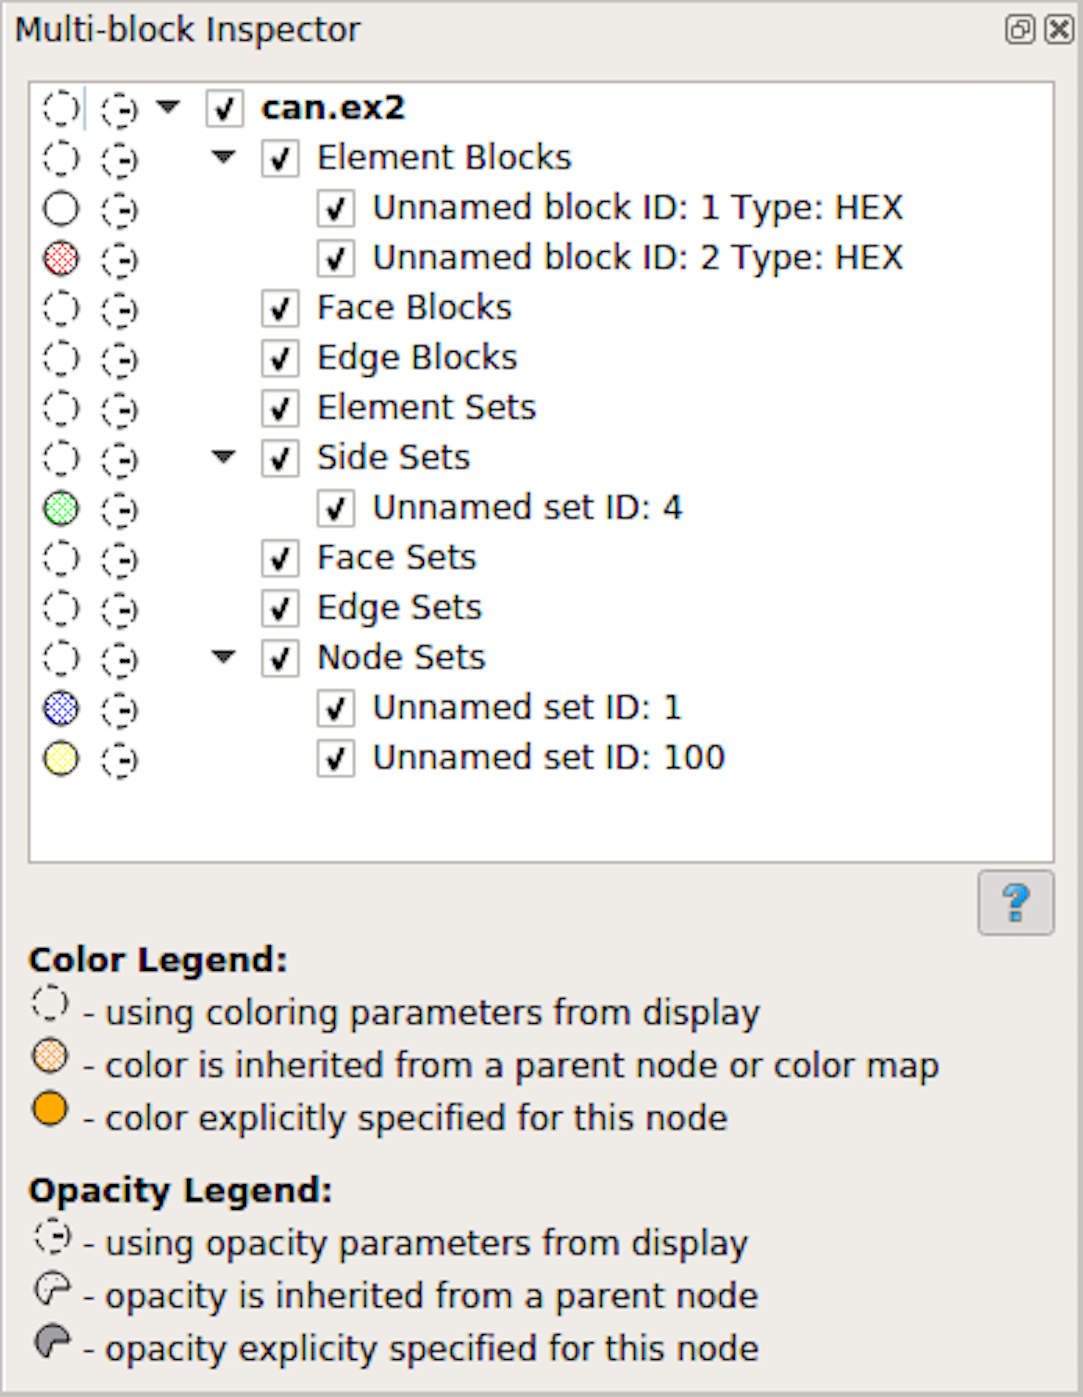 Multi-block Inspector
can.ex2
Element Blocks
Unnamed block ID: 1 Type: HEX
Unnamed block ID: 2 Type: HEX
Face Blocks
Edge Blocks
Element Sets
Side Sets
Unnamed set ID: 4
Face Sets
Edge Sets
Node Sets
Unnamed set ID: 1
Unnamed set ID: 100
?
Color Legend:
- using coloring parameters from display
- color is inherited from a parent node or color map
- color explicitly specified for this node
Opacity Legend:
- using opacity parameters from display
- opacity is inherited from a parent node
- opacity explicity specified for this node